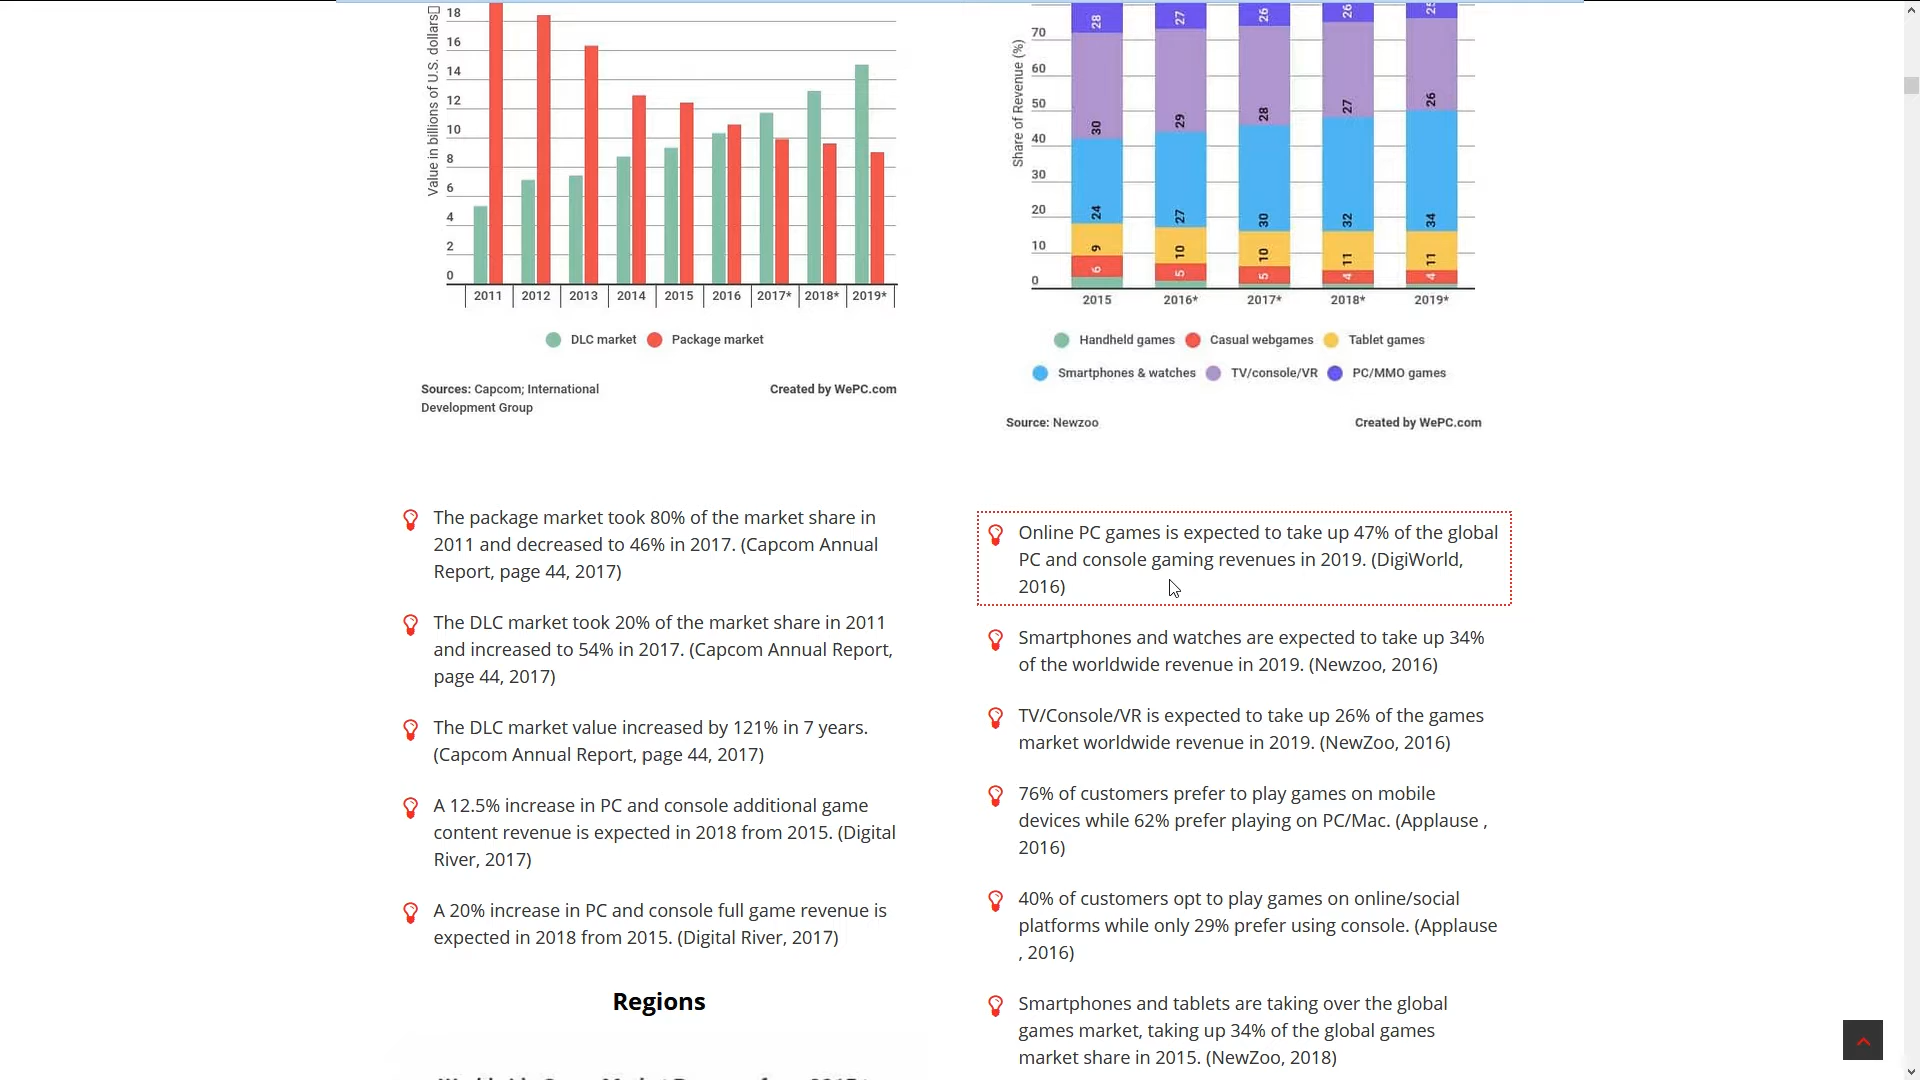 Value in billions of U.S. dollars
18
16
14
12
10
8
6
4
2
0
2011 2012 2013 2014 2015 2016 2017* 2018* 2019*
DLC market Package market
Sources: Capcom; International
Development Group
Created by WePC.com
The package market took 80% of the market share in
2011 and decreased to 46% in 2017. (Capcom Annual
Report, page 44, 2017)
The DLC market took 20% of the market share in 2011
and increased to 54% in 2017. (Capcom Annual Report,
page 44, 2017)
The DLC market value increased by 121% in 7 years.
(Capcom Annual Report, page 44, 2017)
A 12.5% increase in PC and console additional game
content revenue is expected in 2018 from 2015. (Digital
River, 2017)
A 20% increase in PC and console full game revenue is
expected in 2018 from 2015. (Digital River, 2017)
Regions
Share of Revenue (%)
70
60
50
40
30
20
10
0
28 27 26 26 25
30 29 28 27 26
24 27 30 32 34
9 10 10 11 11
6 5 5 4 4
2015 2016* 2017* 2018* 2019*
Handheld games Casual webgames Tablet games
Smartphones & watches TV/console/VR PC/MMO games
Source: Newzoo
Created by WePC.com
Online PC games is expected to take up 47% of the global
PC and console gaming revenues in 2019. (DigiWorld,
2016)
Smartphones and watches are expected to take up 34%
of the worldwide revenue in 2019. (Newzoo, 2016)
TV/Console/VR is expected to take up 26% of the games
market worldwide revenue in 2019. (NewZoo, 2016)
76% of customers prefer to play games on mobile
devices while 62% prefer playing on PC/Mac. (Applause ,
2016)
40% of customers opt to play games on online/social
platforms while only 29% prefer using console. (Applause
, 2016)
Smartphones and tablets are taking over the global
games market, taking up 34% of the global games
market share in 2015. (NewZoo, 2018)